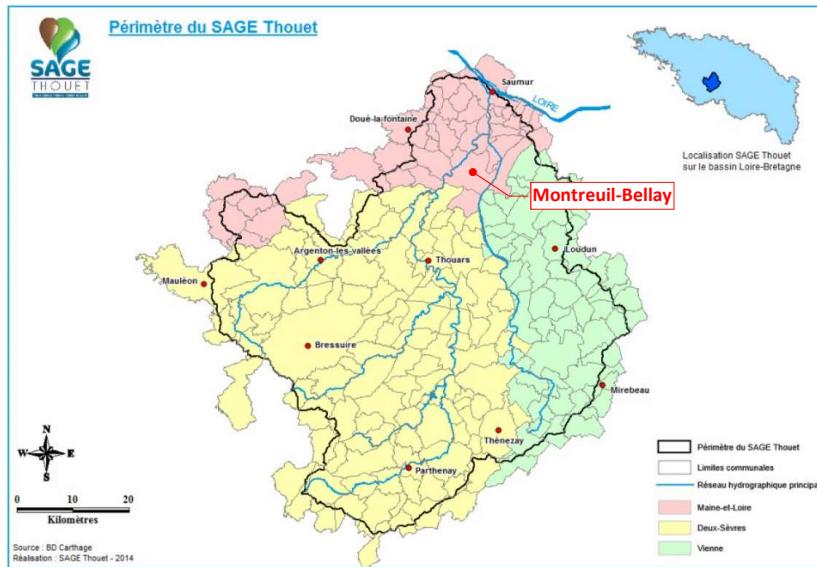 Périmètre du SAGE Thouet
SAGE
THOUET
Saumur
LOIRE
Doué-la-fontaine
Localisation SAGE Thouet
sur le bassin Loire-Bretagne
Montreuil-Bellay
Argenton-les-vallées
Thouars
Loudun
Mauléon
Bressuire
Mirebeau
Thénezay
Parthenay
N
W
E
S
0
10
20
Kilomètres
Périmètre du SAGE Thouet
Limites communales
Réseau hydrographique principa
Maine-et-Loire
Deux-Sèvres
Vienne
Source : BD Carthage
Réalisation : SAGE Thouet - 2014